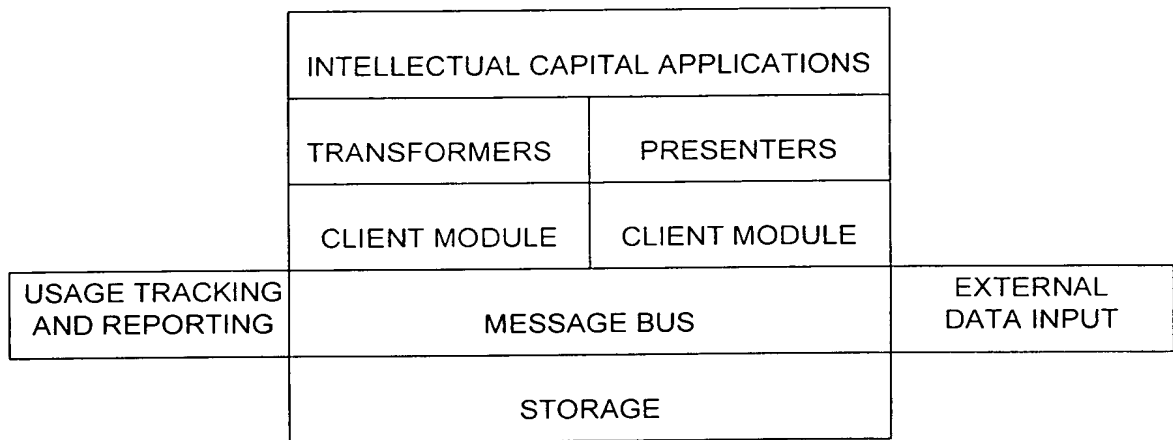 INTELLECTUAL CAPITAL APPLICATIONS
TRANSFORMERS
PRESENTERS
CLIENT MODULE
CLIENT MODULE
USAGE TRACKING
AND REPORTING
MESSAGE BUS
EXTERNAL
DATA INPUT
STORAGE